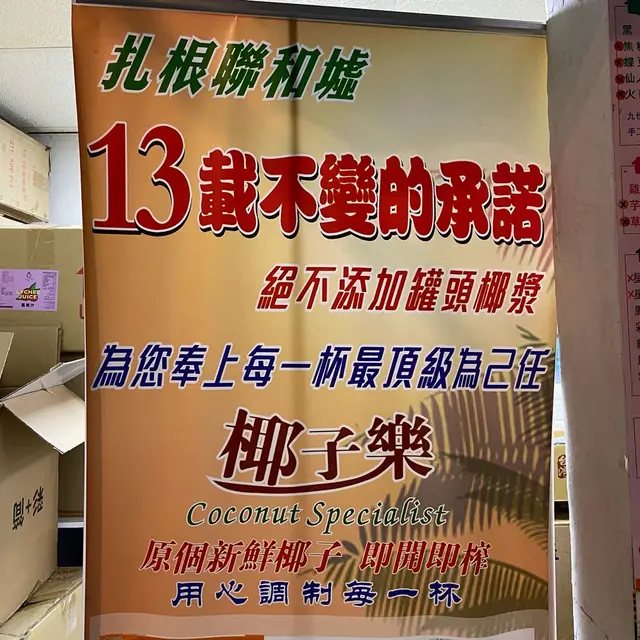 扎根聯和墟
13載不變的承諾
絕不添加罐頭椰漿
為您奉上每一杯最頂級為己任
椰子樂
Coconut Specialist
原個新鮮椰子 即開即榨
用心調制每一杯
LYCHEE
JUICE